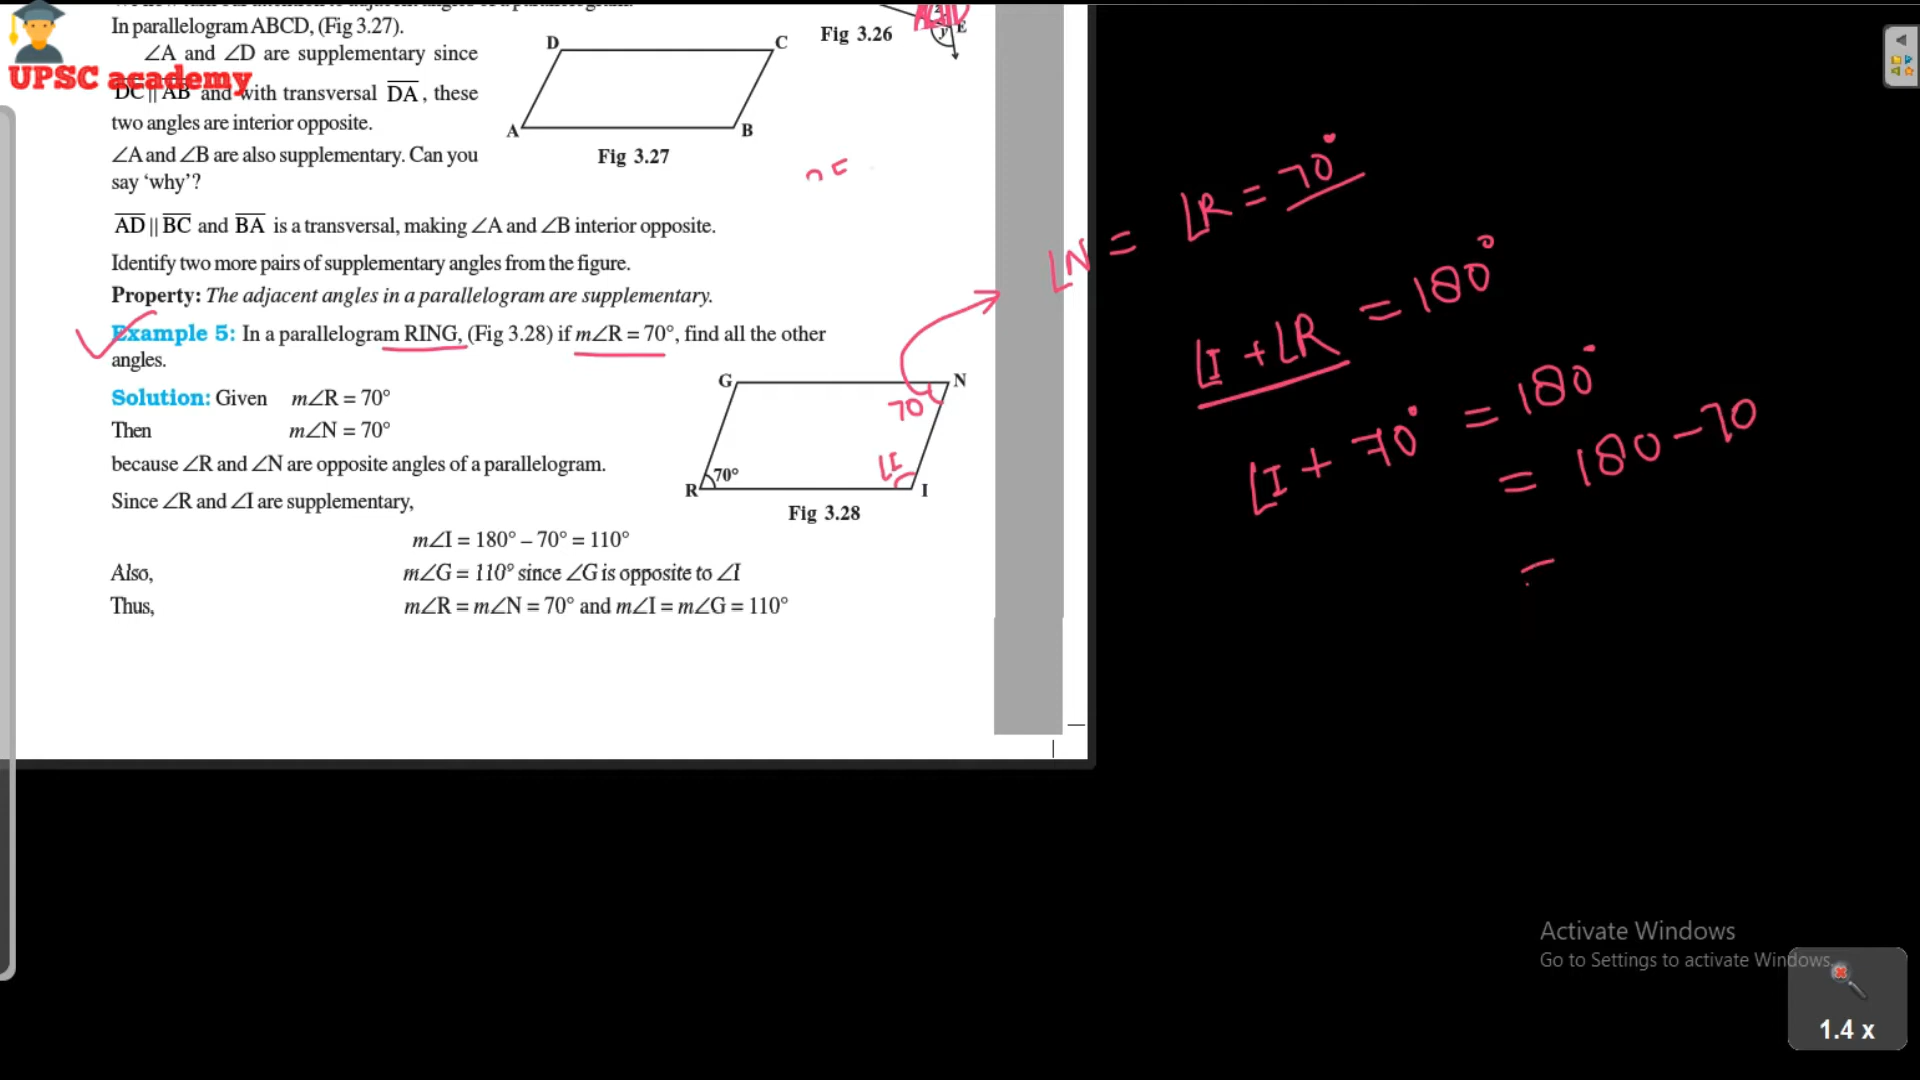 In parallelogram ABCD, (Fig 3.27).
∠A and ∠D are supplementary since
DC || AB and with transversal DA, these
two angles are interior opposite.
∠A and ∠B are also supplementary. Can you
say ‘why’?
AD || BC and BA is a transversal, making ∠A and ∠B interior opposite.
Identify two more pairs of supplementary angles from the figure.
Property: The adjacent angles in a parallelogram are supplementary.
Example 5: In a parallelogram RING, (Fig 3.28) if m∠R = 70°, find all the other
angles.
Solution: Given m∠R = 70°
Then m∠N = 70°
because ∠R and ∠N are opposite angles of a parallelogram.
Since ∠R and ∠I are supplementary,
m∠I = 180° – 70° = 110°
Also, m∠G = 110° since ∠G is opposite to ∠I
Thus, m∠R = m∠N = 70° and m∠I = m∠G = 110°
UPSC academy
D C
A B
Fig 3.27
Fig 3.26
y E
G N
70
70°
∠I
R I
Fig 3.28
∠N = ∠R = 70°
∠I + ∠R = 180°
∠I + 70° = 180°
= 180 - 70
=
Activate Windows
Go to Settings to activate Windows.
1.4 x